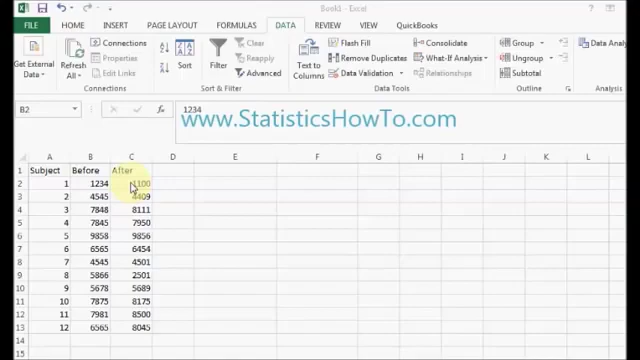 Book1 - Excel
FILE HOME INSERT PAGE LAYOUT FORMULAS DATA REVIEW VIEW QuickBooks
Get External Data
Refresh All
Connections
Properties
Edit Links
Connections
Sort
Filter
Clear
Reapply
Advanced
Sort & Filter
Text to Columns
Flash Fill
Remove Duplicates
Data Validation
Consolidate
What-If Analysis
Relationships
Data Tools
Group
Ungroup
Subtotal
Outline
Data Analysis
B2 fx 1234
www.StatisticsHowTo.com
A B C D E F G H I J K L
1 Subject Before After
2 1 1234 1100
3 2 4545 4409
4 3 7848 8111
5 4 7845 7950
6 5 9858 9856
7 6 6565 6454
8 7 4545 4501
9 8 5866 2501
10 9 5678 5689
11 10 7875 8175
12 11 7981 8500
13 12 6565 8045
14
15